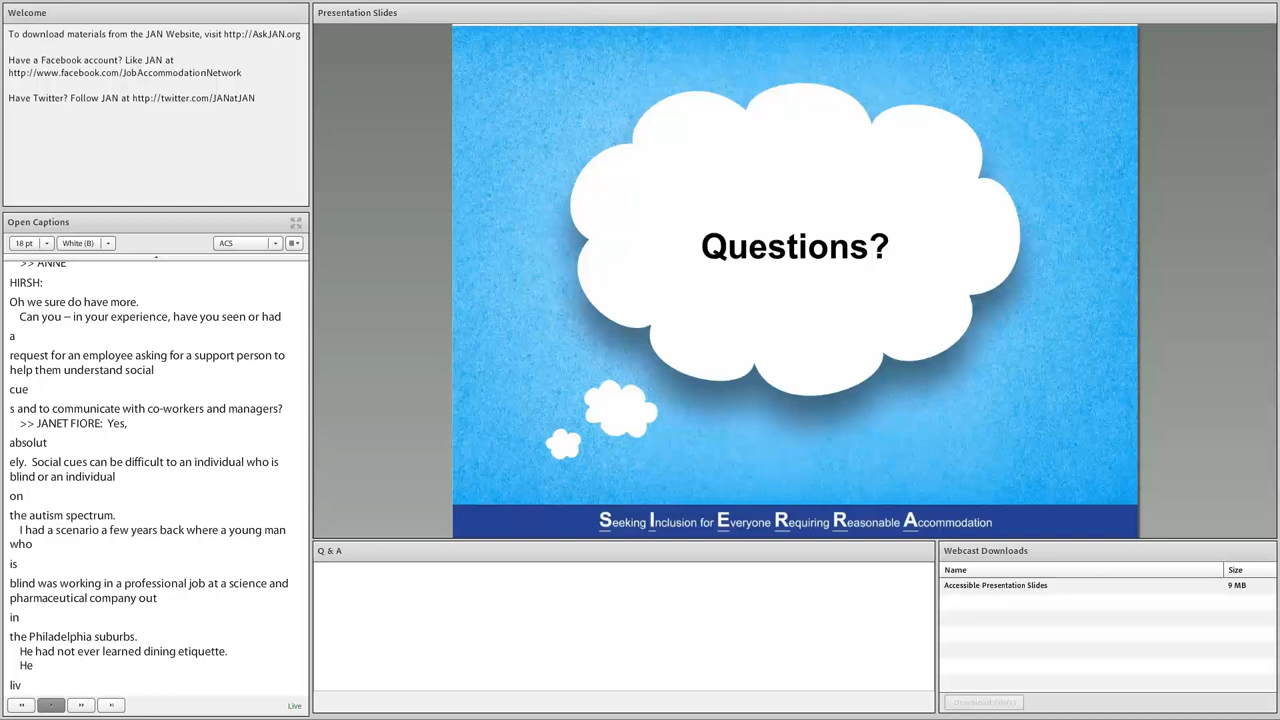 Welcome
To download materials from the JAN Website, visit http://AskJAN.org
Have a Facebook account? Like JAN at
http://www.facebook.com/JobAccommodationNetwork
Have Twitter? Follow JAN at http://twitter.com/JANatJAN
Open Captions
18 pt
White (B)
ACS
>> ANNE
HIRSH:
Oh we sure do have more.
Can you – in your experience, have you seen or had
a
request for an employee asking for a support person to
help them understand social
cue
s and to communicate with co-workers and managers?
>> JANET FIORE: Yes,
absolut
ely. Social cues can be difficult to an individual who is
blind or an individual
on
the autism spectrum.
I had a scenario a few years back where a young man
who
is
blind was working in a professional job at a science and
pharmaceutical company out
in
the Philadelphia suburbs.
He had not ever learned dining etiquette.
He
liv
Live
Presentation Slides
Questions?
Seeking Inclusion for Everyone Requiring Reasonable Accommodation
Q & A
Webcast Downloads
Name Size
Accessible Presentation Slides 9 MB
Download File(s)